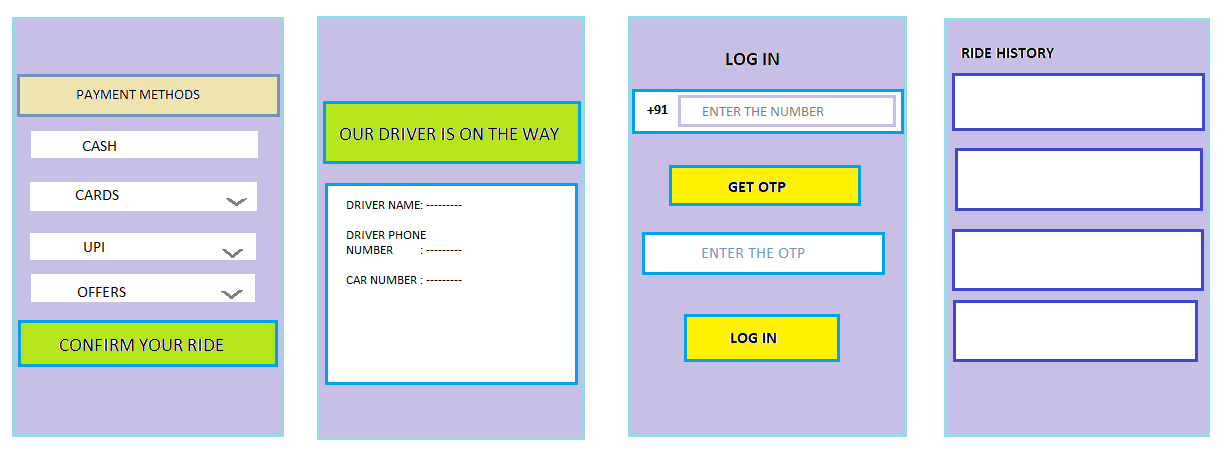 PAYMENT METHODS
CASH
CARDS
UPI
OFFERS
CONFIRM YOUR RIDE
OUR DRIVER IS ON THE WAY
DRIVER NAME: ---------
DRIVER PHONE
NUMBER : ---------
CAR NUMBER : ---------
LOG IN
+91 ENTER THE NUMBER
GET OTP
ENTER THE OTP
LOG IN
RIDE HISTORY